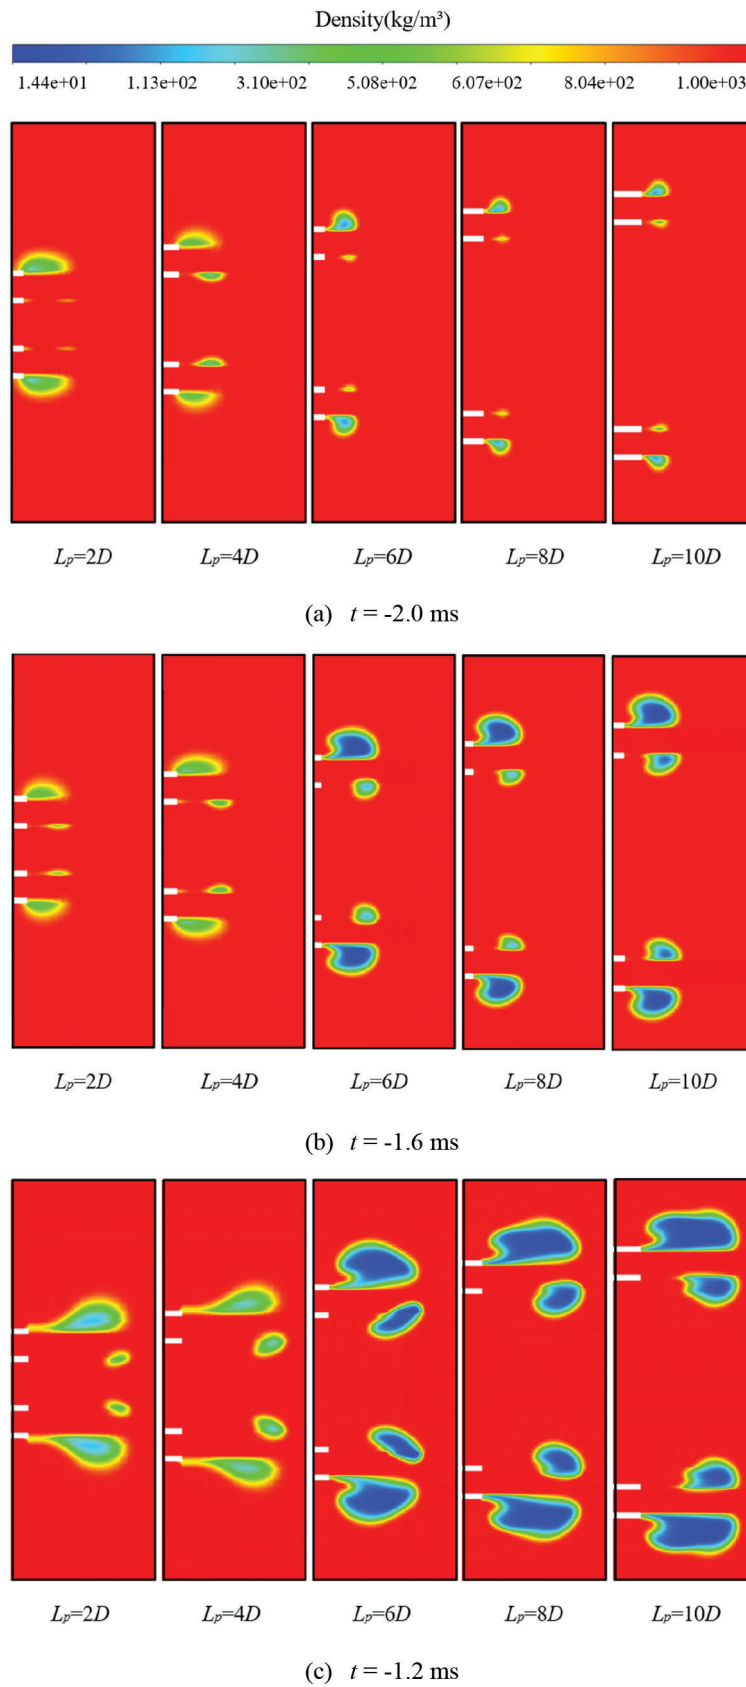 Density(kg/m³)
1.44e+01 1.13e+02 3.10e+02 5.08e+02 6.07e+02 8.04e+02 1.00e+03
Lp=2D Lp=4D Lp=6D Lp=8D Lp=10D
(a) t = -2.0 ms
Lp=2D Lp=4D Lp=6D Lp=8D Lp=10D
(b) t = -1.6 ms
Lp=2D Lp=4D Lp=6D Lp=8D Lp=10D
(c) t = -1.2 ms